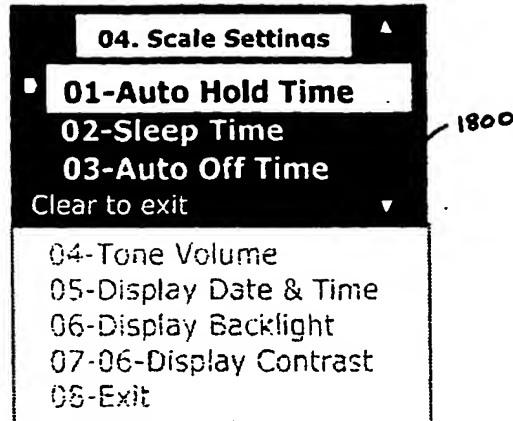 04. Scale Settings
01-Auto Hold Time
02-Sleep Time
1800
03-Auto Off Time
Clear to exit
04-Tone Volume
05-Display Date & Time
06-Display Backlight
07-06-Display Contrast
08-Exit